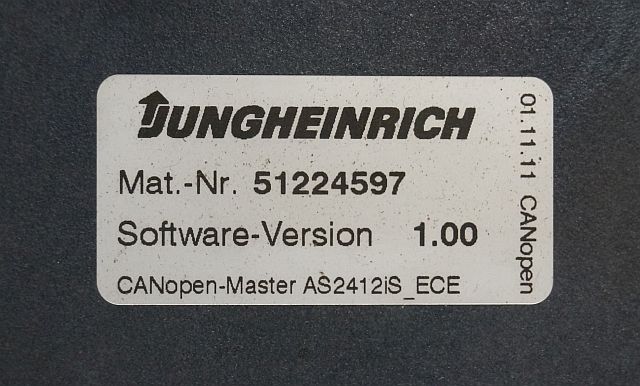 JUNGHEINRICH
Mat.-Nr. 51224597
Software-Version 1.00
CANopen-Master AS2412iS_ECE
01.11.11 CANopen